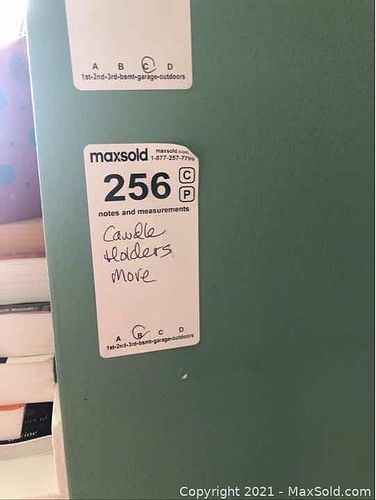 A B C D
1st-2nd-3rd-bsmt-garage-outdoors
maxsold maxsold.com
1-877-257-7799
256 C
P
notes and measurements
Candle
Holders
More
A B C D
1st-2nd-3rd-bsmt-garage-outdoors
Copyright 2021 - MaxSold.com